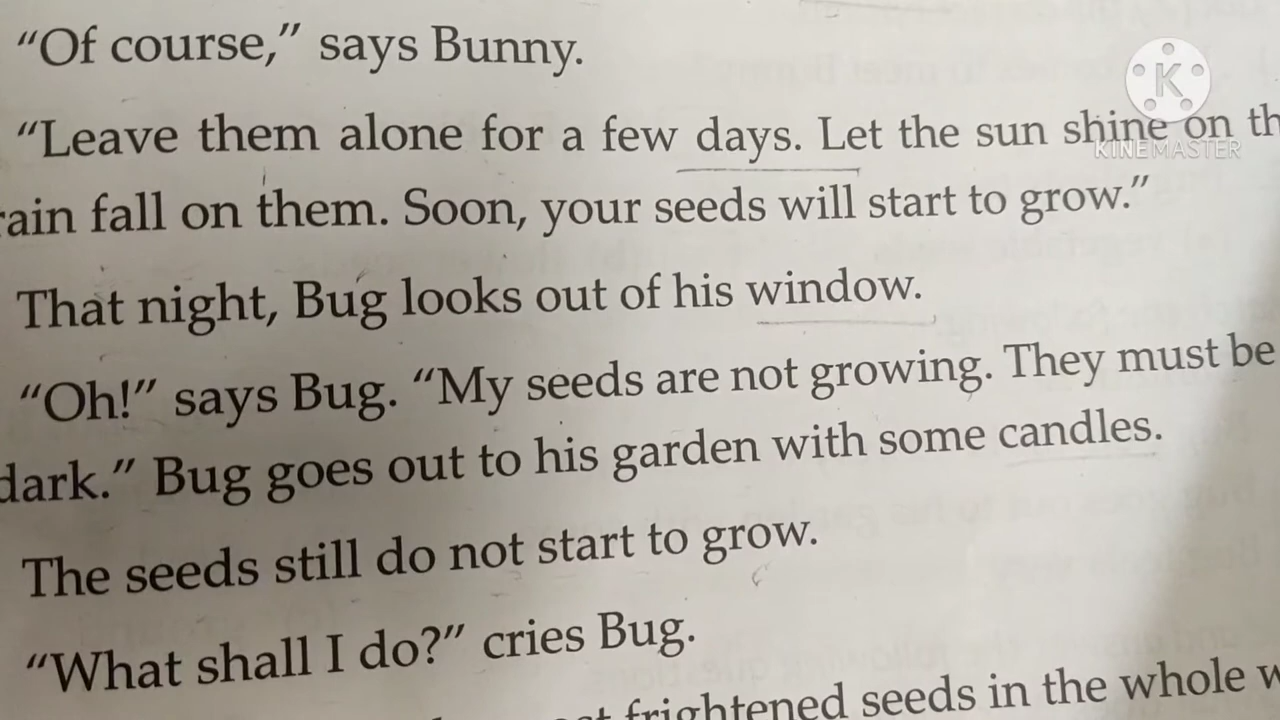 “Of course,” says Bunny.
“Leave them alone for a few days. Let the sun shine on th
rain fall on them. Soon, your seeds will start to grow.”
That night, Bug looks out of his window.
“Oh!” says Bug. “My seeds are not growing. They must be
dark.” Bug goes out to his garden with some candles.
The seeds still do not start to grow.
“What shall I do?” cries Bug.
frightened seeds in the whole w
K
KINEMASTER